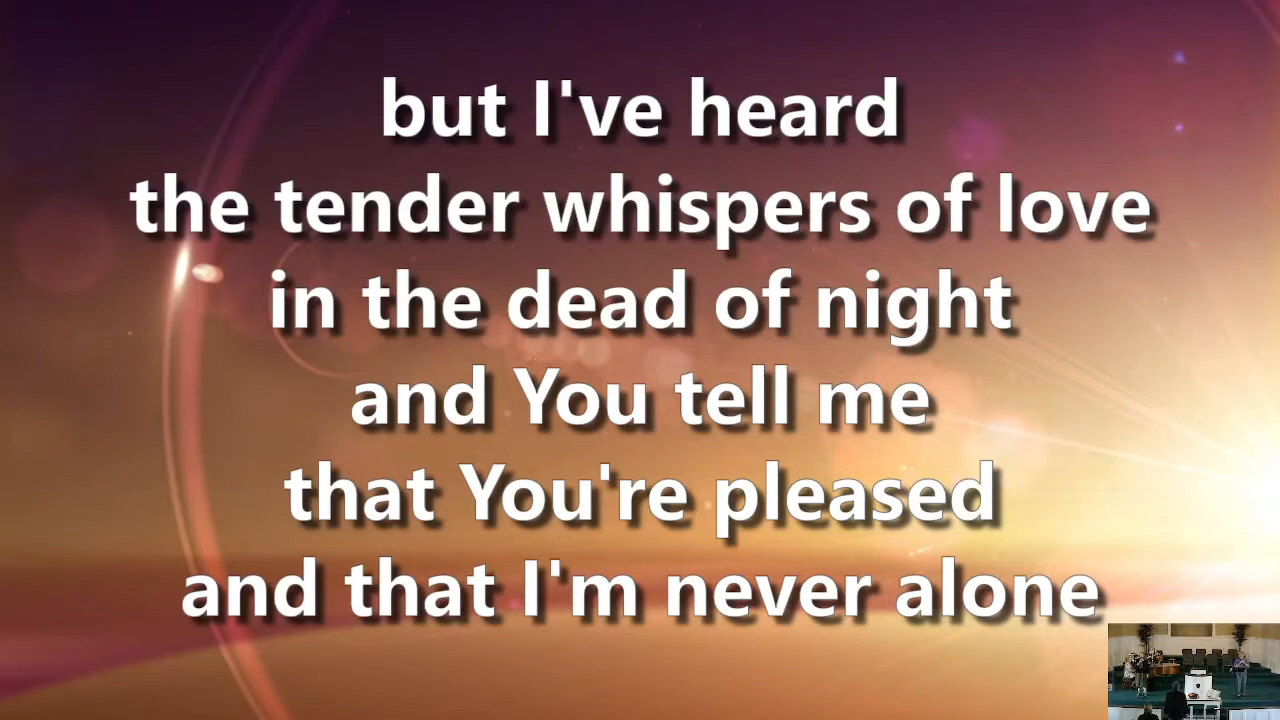 but I've heard
the tender whispers of love
in the dead of night
and You tell me
that You're pleased
and that I'm never alone